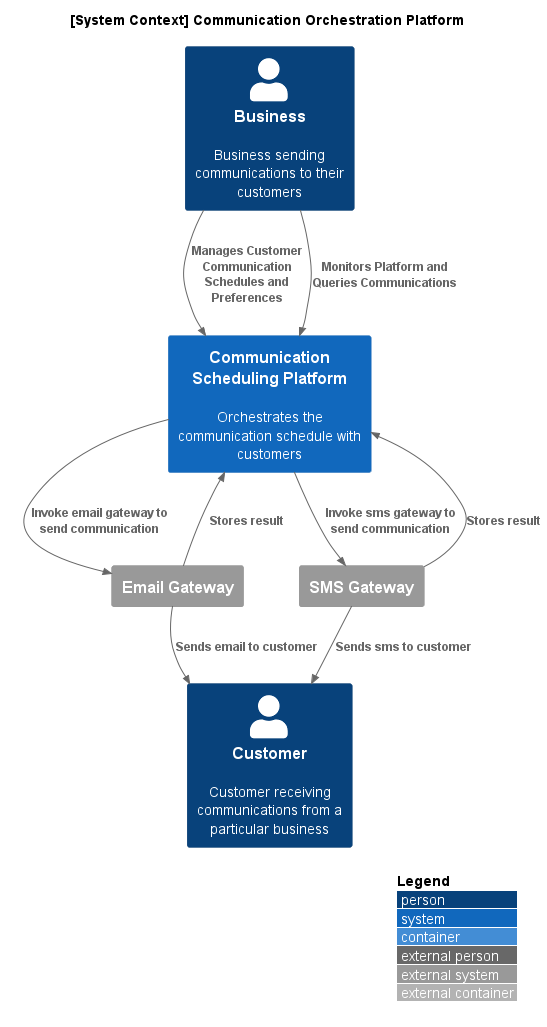 [System Context] Communication Orchestration Platform
Business
Business sending
communications to their
customers
Manages Customer
Communication
Schedules and
Preferences
Monitors Platform and
Queries Communications
Communication
Scheduling Platform
Orchestrates the
communication schedule with
customers
Invoke email gateway to
send communication
Stores result
Invoke sms gateway to
send communication
Stores result
Email Gateway
SMS Gateway
Sends email to customer
Sends sms to customer
Customer
Customer receiving
communications from a
particular business
Legend
person
system
container
external person
external system
external container